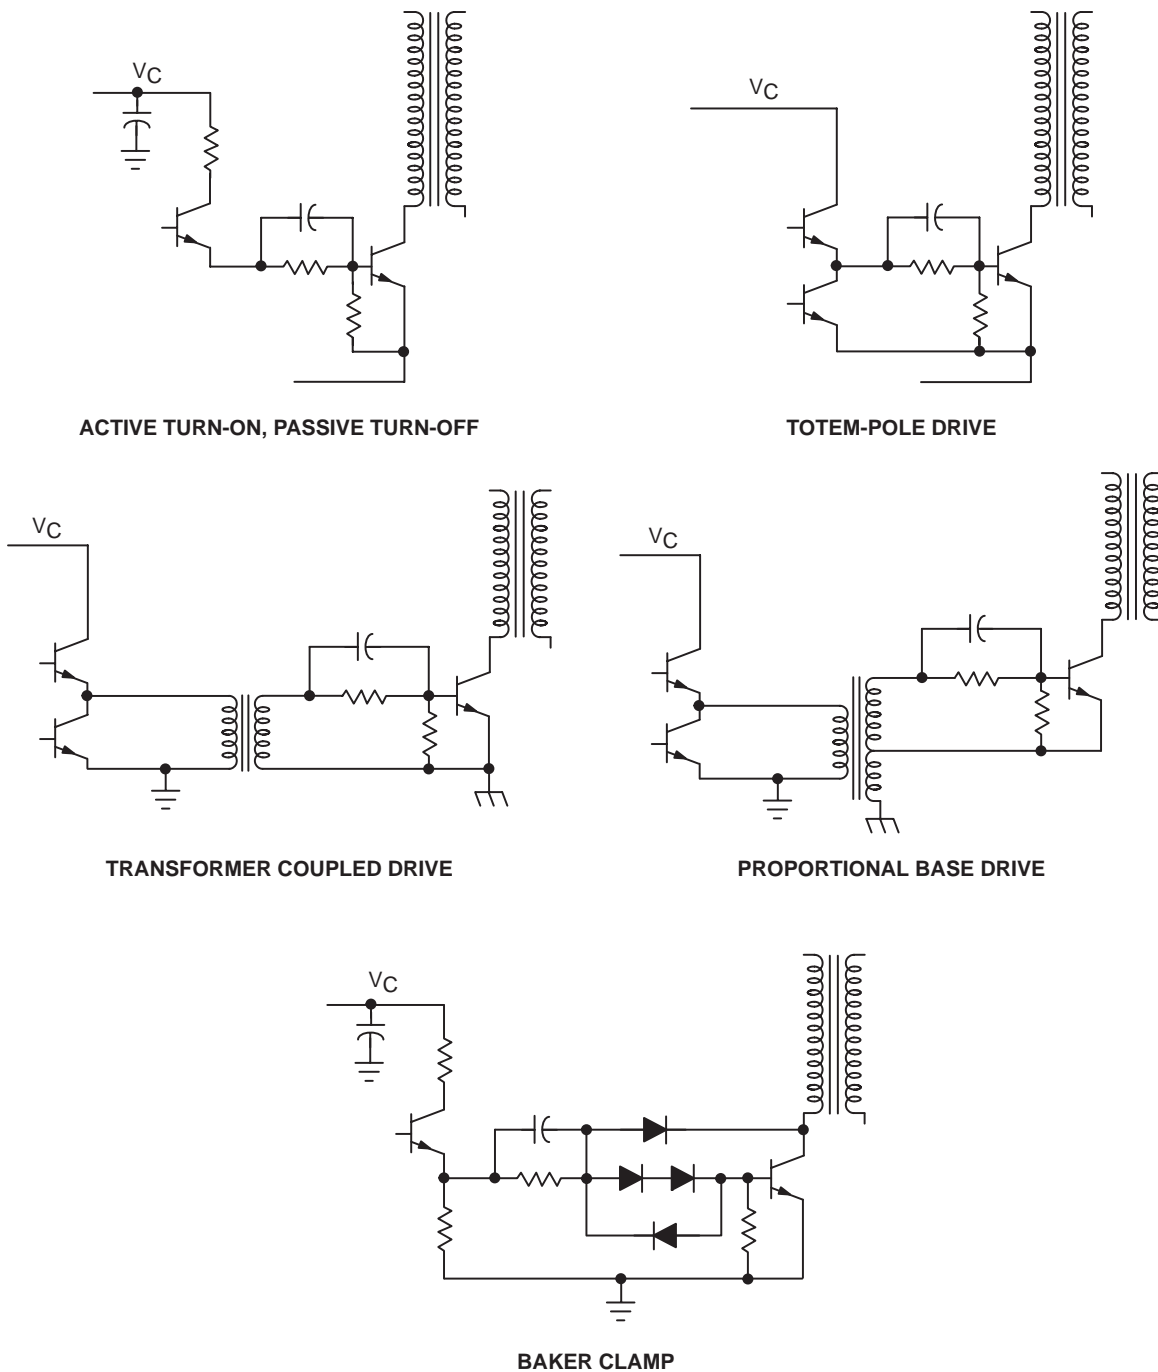 VC
VC
ACTIVE TURN-ON, PASSIVE TURN-OFF
TOTEM-POLE DRIVE
VC
VC
TRANSFORMER COUPLED DRIVE
PROPORTIONAL BASE DRIVE
VC
BAKER CLAMP